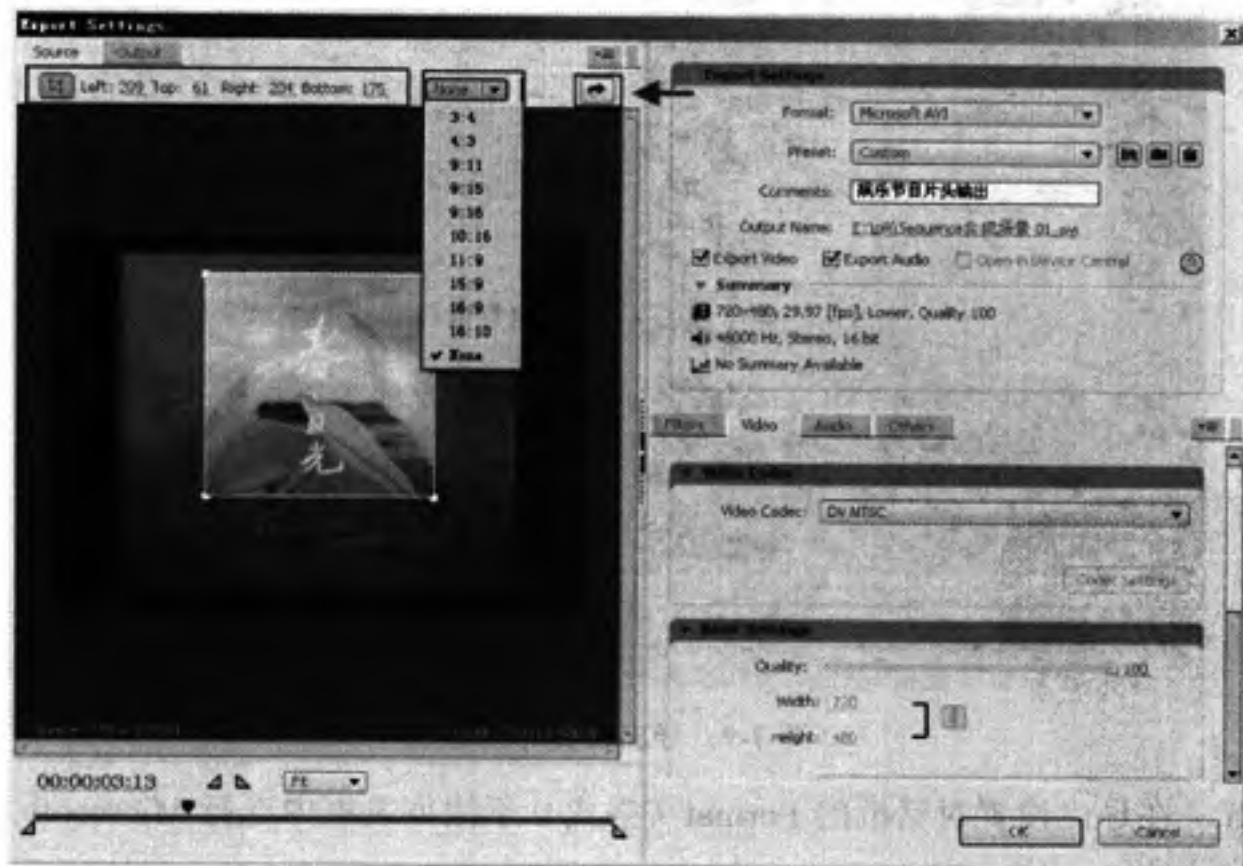 Export Settings
Source Output
Left: 209 Top: 61 Right: 204 Bottom: 175
None
3:4
4:3
9:11
9:15
9:16
10:16
11:9
15:9
16:9
16:10
None
日
光
00:00:03:13
Fit
Export Settings
Format: Microsoft AVI
Preset: Custom
Comments: 娱乐节目片头输出
Output Name:
Export Video Export Audio Open in Device Central
Summary
720×480, 29.97 [fps], Lower, Quality 100
48000 Hz, Stereo, 16 bit
No Summary Available
Filters Video Audio Others
Video Codec
Video Codec: DV NTSC
Codec Settings
Basic Settings
Quality: 100
Width: 720
Height: 480
OK Cancel